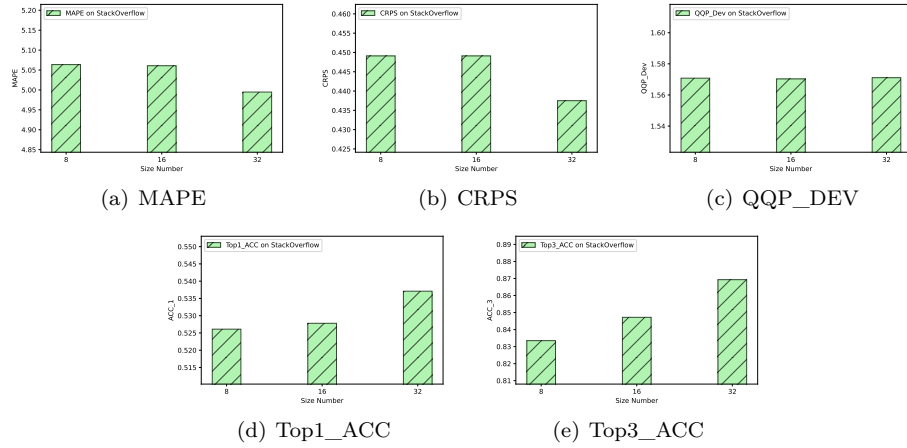 5.20
5.15
5.10
5.05
5.00
4.95
4.90
4.85
MAPE
MAPE on StackOverflow
8 16 32
Size Number
(a) MAPE
0.460
0.455
0.450
0.445
0.440
0.435
0.430
0.425
CRPS
CRPS on StackOverflow
8 16 32
Size Number
(b) CRPS
1.60
1.58
1.56
1.54
QQP_Dev
QQP_Dev on StackOverflow
8 16 32
Size Number
(c) QQP_DEV
0.550
0.545
0.540
0.535
0.530
0.525
0.520
0.515
ACC_1
Top1_ACC on StackOverflow
8 16 32
Size Number
(d) Top1_ACC
0.89
0.88
0.87
0.86
0.85
0.84
0.83
0.82
0.81
ACC_3
Top3_ACC on StackOverflow
8 16 32
Size Number
(e) Top3_ACC